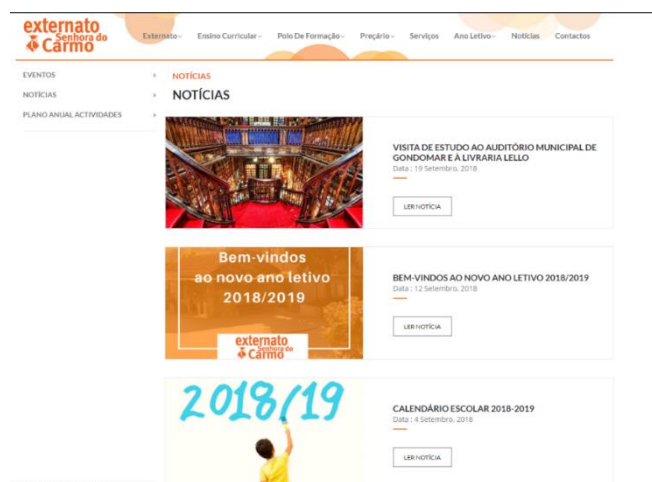 externato
Senhora do
Carmo
Externato
Ensino Curricular
Polo De Formação
Preçário
Serviços
Ano Letivo
Notícias
Contactos
EVENTOS
NOTÍCIAS
PLANO ANUAL ACTIVIDADES
NOTÍCIAS
NOTÍCIAS
VISITA DE ESTUDO AO AUDITÓRIO MUNICIPAL DE
GONDOMAR E À LIVRARIA LELLO
Data : 19 Setembro, 2018
LER NOTÍCIA
Bem-vindos
ao novo ano letivo
2018/2019
externato
Senhora do
Carmo
BEM-VINDOS AO NOVO ANO LETIVO 2018/2019
Data : 12 Setembro, 2018
LER NOTÍCIA
2018/19
CALENDÁRIO ESCOLAR 2018-2019
Data : 4 Setembro, 2018
LER NOTÍCIA